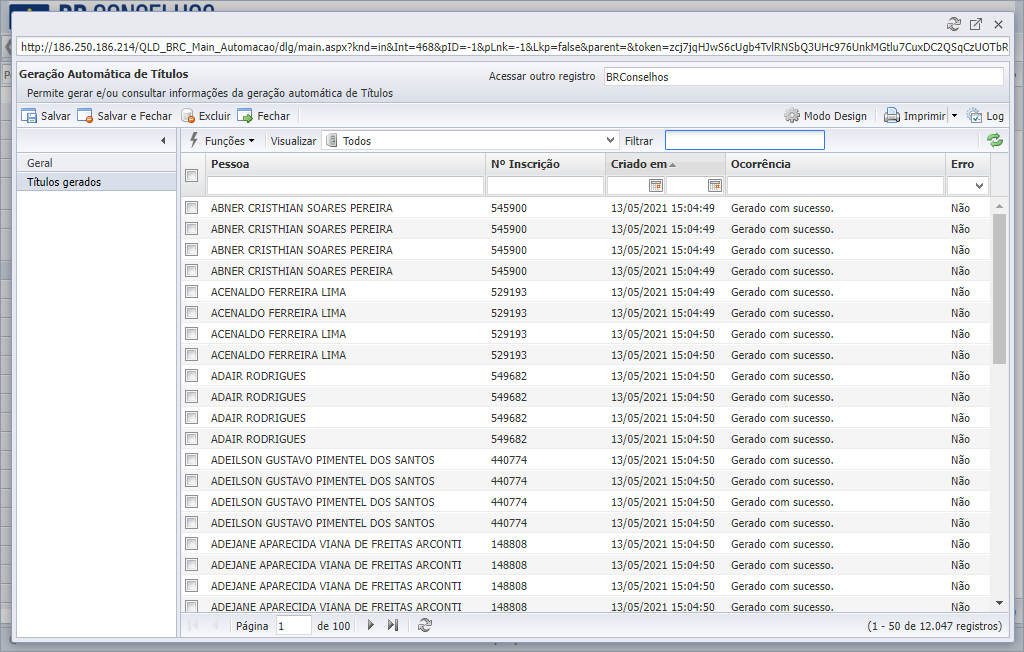 BR CONSELHOS
http://186.250.186.214/QLD_BRC_Main_Automacao/dlg/main.aspx?knd=in&Int=468&pID=-1&pLnk=-1&Lkp=false&parent=&token=zcj7jqHJwS6cUgb4TvlRNSbQ3UHc976UnkMGtlu7CuxDC2QSqCzUOTbR
Geração Automática de Títulos Acessar outro registro BRConselhos
Permite gerar e/ou consultar informações da geração automática de Títulos
Salvar Salvar e Fechar Excluir Fechar Modo Design Imprimir Log
Funções Visualizar Todos Filtrar
Geral
Títulos gerados
Pessoa Nº Inscrição Criado em Ocorrência Erro
ABNER CRISTHIAN SOARES PEREIRA 545900 13/05/2021 15:04:49 Gerado com sucesso. Não
ABNER CRISTHIAN SOARES PEREIRA 545900 13/05/2021 15:04:49 Gerado com sucesso. Não
ABNER CRISTHIAN SOARES PEREIRA 545900 13/05/2021 15:04:49 Gerado com sucesso. Não
ABNER CRISTHIAN SOARES PEREIRA 545900 13/05/2021 15:04:49 Gerado com sucesso. Não
ACENALDO FERREIRA LIMA 529193 13/05/2021 15:04:49 Gerado com sucesso. Não
ACENALDO FERREIRA LIMA 529193 13/05/2021 15:04:49 Gerado com sucesso. Não
ACENALDO FERREIRA LIMA 529193 13/05/2021 15:04:50 Gerado com sucesso. Não
ACENALDO FERREIRA LIMA 529193 13/05/2021 15:04:50 Gerado com sucesso. Não
ADAIR RODRIGUES 549682 13/05/2021 15:04:50 Gerado com sucesso. Não
ADAIR RODRIGUES 549682 13/05/2021 15:04:50 Gerado com sucesso. Não
ADAIR RODRIGUES 549682 13/05/2021 15:04:50 Gerado com sucesso. Não
ADAIR RODRIGUES 549682 13/05/2021 15:04:50 Gerado com sucesso. Não
ADEILSON GUSTAVO PIMENTEL DOS SANTOS 440774 13/05/2021 15:04:50 Gerado com sucesso. Não
ADEILSON GUSTAVO PIMENTEL DOS SANTOS 440774 13/05/2021 15:04:50 Gerado com sucesso. Não
ADEILSON GUSTAVO PIMENTEL DOS SANTOS 440774 13/05/2021 15:04:50 Gerado com sucesso. Não
ADEILSON GUSTAVO PIMENTEL DOS SANTOS 440774 13/05/2021 15:04:50 Gerado com sucesso. Não
ADEJANE APARECIDA VIANA DE FREITAS ARCONTI 148808 13/05/2021 15:04:50 Gerado com sucesso. Não
ADEJANE APARECIDA VIANA DE FREITAS ARCONTI 148808 13/05/2021 15:04:50 Gerado com sucesso. Não
ADEJANE APARECIDA VIANA DE FREITAS ARCONTI 148808 13/05/2021 15:04:50 Gerado com sucesso. Não
ADEJANE APARECIDA VIANA DE FREITAS ARCONTI 148808 13/05/2021 15:04:50 Gerado com sucesso. Não
Página 1 de 100 (1 - 50 de 12.047 registros)